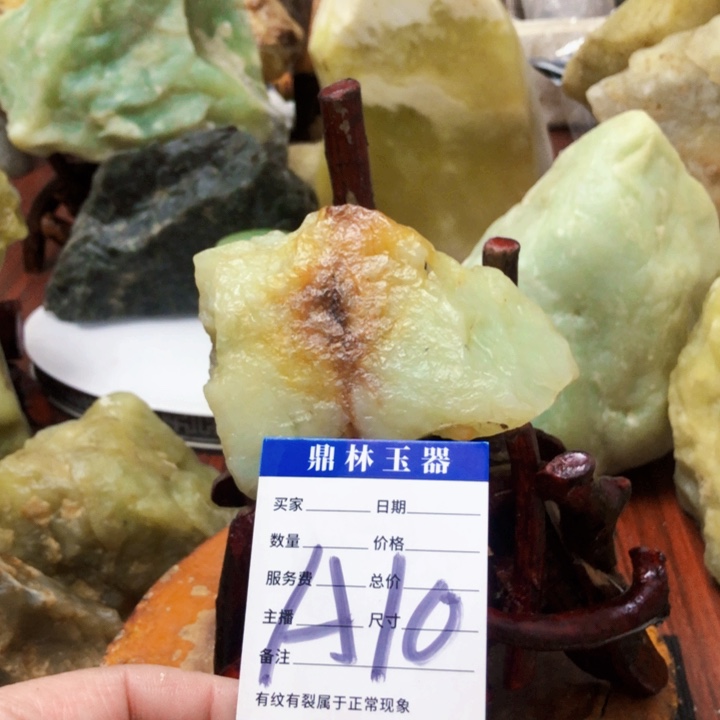 鼎林玉器
买家 日期
数量 价格
服务费 总价
主播 尺寸
备注
A10
有纹有裂属于正常现象